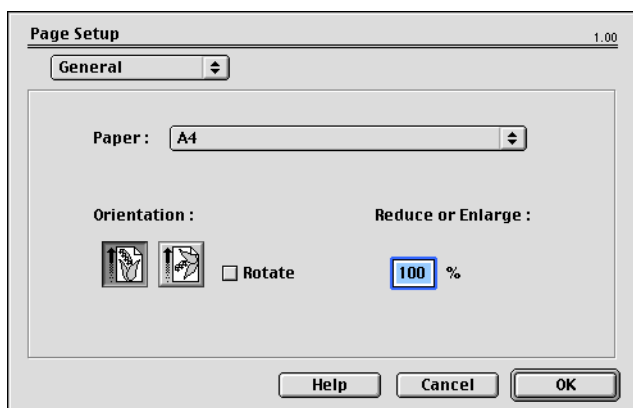 Page Setup 1.00
General
Paper : A4
Orientation : Reduce or Enlarge :
Rotate 100 %
Help Cancel OK